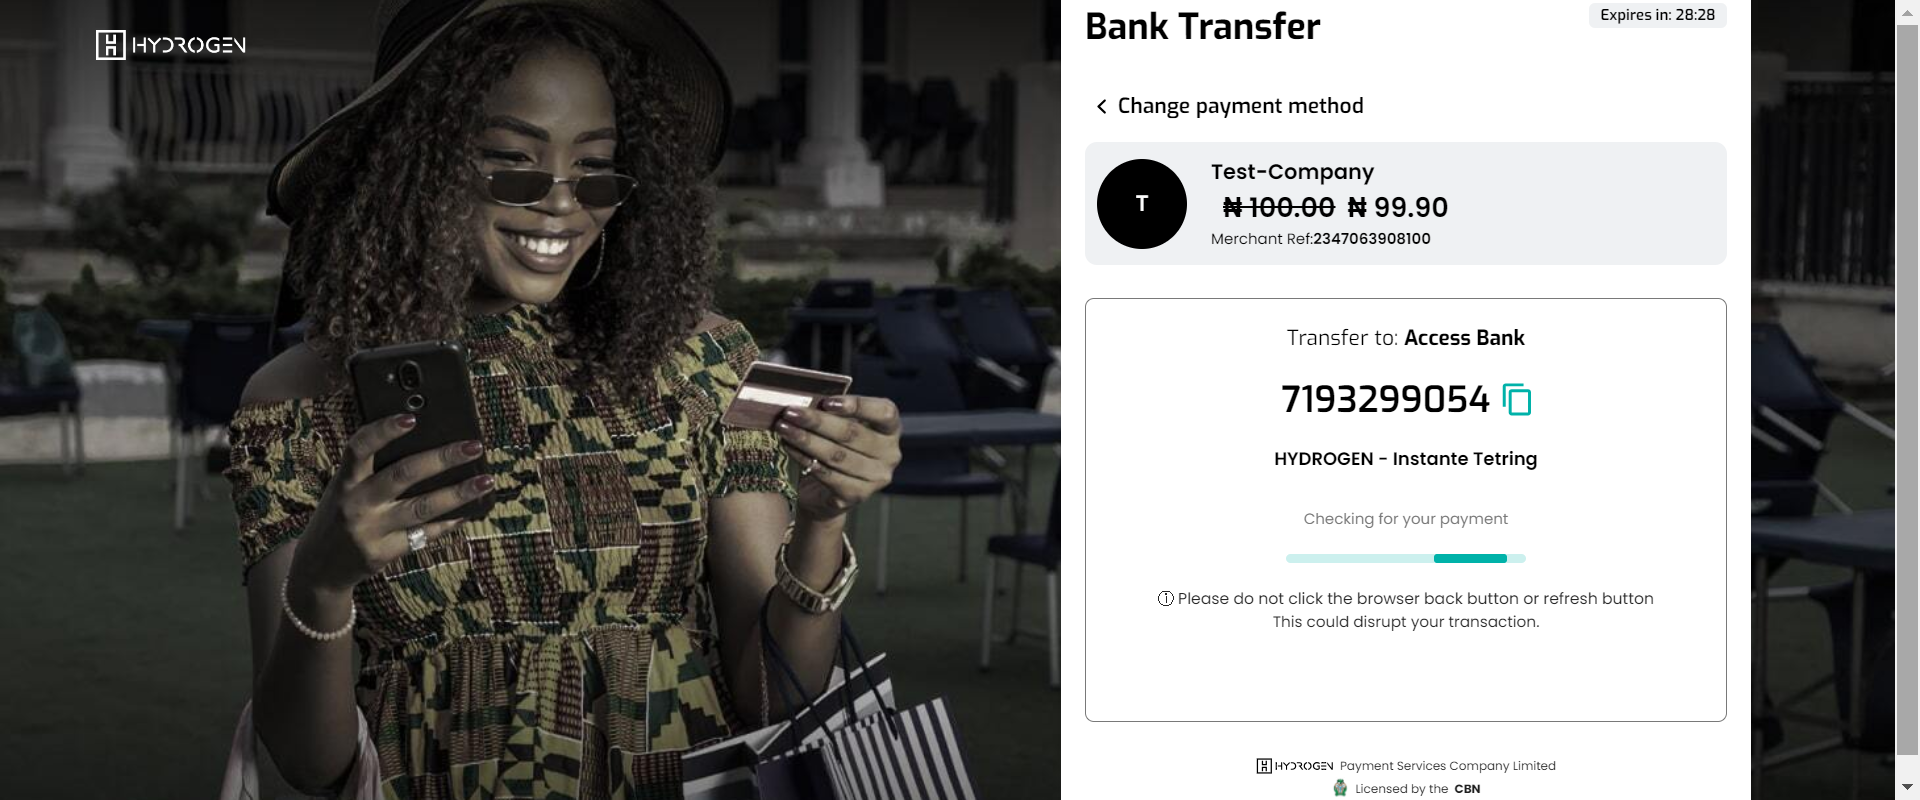 HYDROGEN
Bank Transfer
Expires in: 28:28
Change payment method
T
Test-Company
₦ 100.00 ₦ 99.90
Merchant Ref:2347063908100
Transfer to: Access Bank
7193299054
HYDROGEN - Instante Tetring
Checking for your payment
Please do not click the browser back button or refresh button
This could disrupt your transaction.
HYDROGEN Payment Services Company Limited
Licensed by the CBN